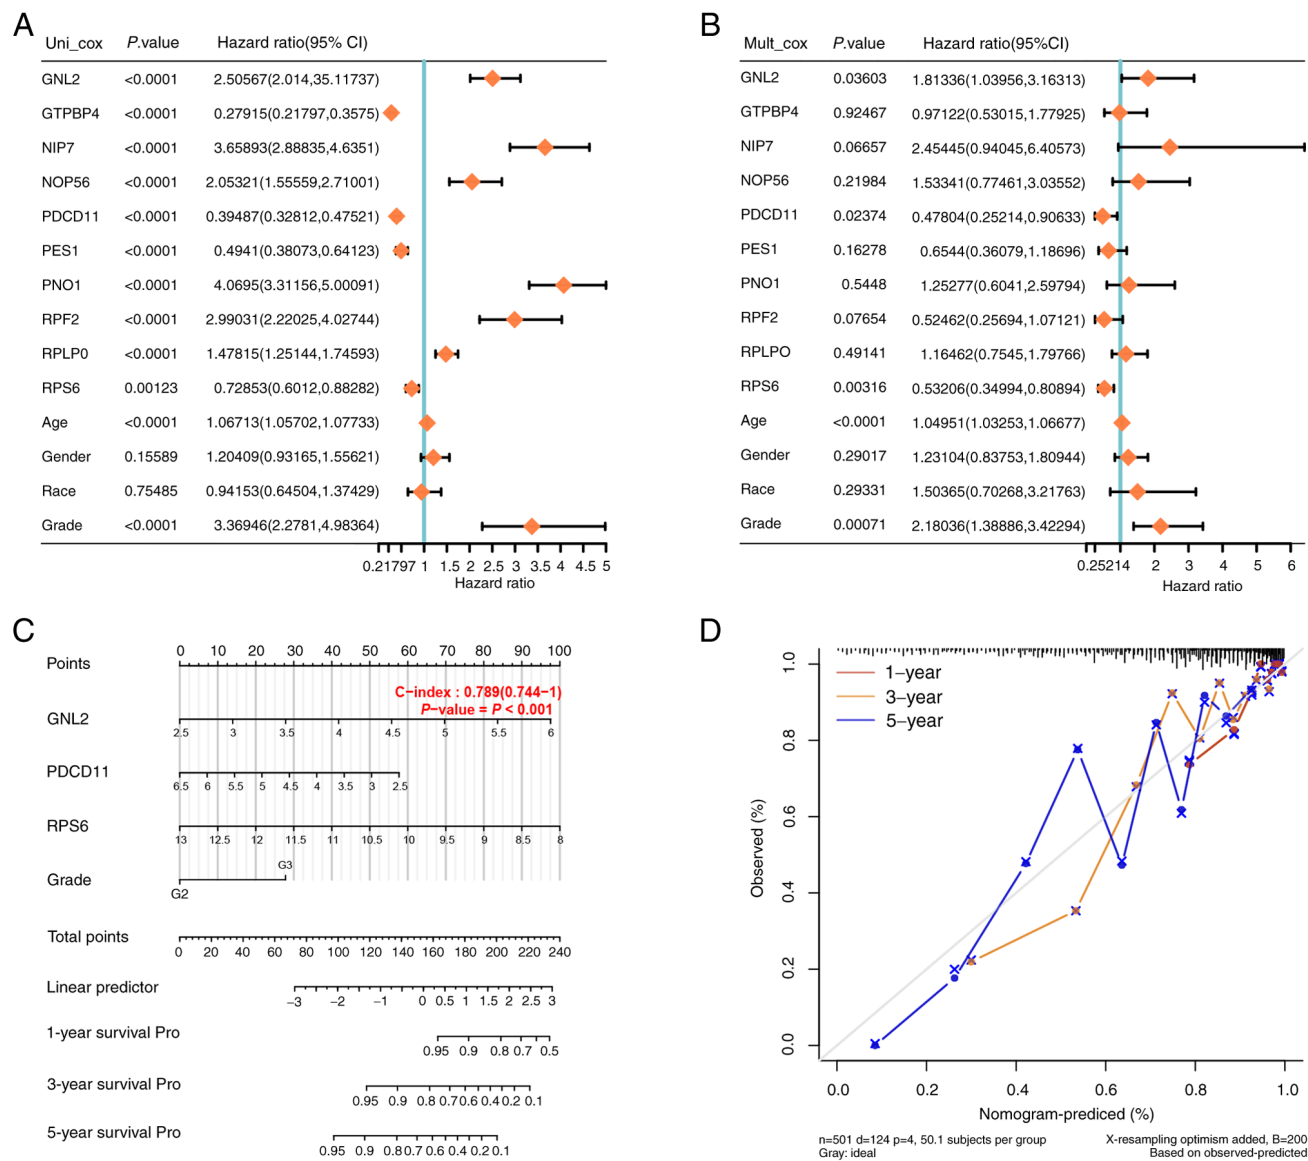 A
Uni_cox P.value Hazard ratio(95% CI)
GNL2 <0.0001 2.50567(2.014,35.11737)
GTPBP4 <0.0001 0.27915(0.21797,0.3575)
NIP7 <0.0001 3.65893(2.88835,4.6351)
NOP56 <0.0001 2.05321(1.55559,2.71001)
PDCD11 <0.0001 0.39487(0.32812,0.47521)
PES1 <0.0001 0.4941(0.38073,0.64123)
PNO1 <0.0001 4.0695(3.31156,5.00091)
RPF2 <0.0001 2.99031(2.22025,4.02744)
RPLP0 <0.0001 1.47815(1.25144,1.74593)
RPS6 0.00123 0.72853(0.6012,0.88282)
Age <0.0001 1.06713(1.05702,1.07733)
Gender 0.15589 1.20409(0.93165,1.55621)
Race 0.75485 0.94153(0.64504,1.37429)
Grade <0.0001 3.36946(2.2781,4.98364)
0.21797 1 1.5 2 2.5 3 3.5 4 4.5 5
Hazard ratio
B
Mult_cox P.value Hazard ratio(95%CI)
GNL2 0.03603 1.81336(1.03956,3.16313)
GTPBP4 0.92467 0.97122(0.53015,1.77925)
NIP7 0.06657 2.45445(0.94045,6.40573)
NOP56 0.21984 1.53341(0.77461,3.03552)
PDCD11 0.02374 0.47804(0.25214,0.90633)
PES1 0.16278 0.6544(0.36079,1.18696)
PNO1 0.5448 1.25277(0.6041,2.59794)
RPF2 0.07654 0.52462(0.25694,1.07121)
RPLPO 0.49141 1.16462(0.7545,1.79766)
RPS6 0.00316 0.53206(0.34994,0.80894)
Age <0.0001 1.04951(1.03253,1.06677)
Gender 0.29017 1.23104(0.83753,1.80944)
Race 0.29331 1.50365(0.70268,3.21763)
Grade 0.00071 2.18036(1.38886,3.42294)
0.25214 2 3 4 5 6
Hazard ratio
C
Points 0 10 20 30 40 50 60 70 80 90 100
C-index : 0.789(0.744-1)
P-value = P < 0.001
GNL2
2.5 3 3.5 4 4.5 5 5.5 6
PDCD11
6.5 6 5.5 5 4.5 4 3.5 3 2.5
RPS6
13 12.5 12 11.5 11 10.5 10 9.5 9 8.5 8
G3
Grade
G2
Total points
0 20 40 60 80 100 120 140 160 180 200 220 240
Linear predictor
-3 -2 -1 0 0.5 1 1.5 2 2.5 3
1-year survival Pro
0.95 0.9 0.8 0.7 0.5
3-year survival Pro
0.95 0.9 0.8 0.7 0.6 0.4 0.2 0.1
5-year survival Pro
0.95 0.9 0.8 0.7 0.6 0.4 0.2 0.1
D
1-year
3-year
5-year
Observed (%)
0.0 0.2 0.4 0.6 0.8 1.0
0.0 0.2 0.4 0.6 0.8 1.0
Nomogram-prediced (%)
n=501 d=124 p=4, 50.1 subjects per group
Gray: ideal
X-resampling optimism added, B=200
Based on observed-predicted